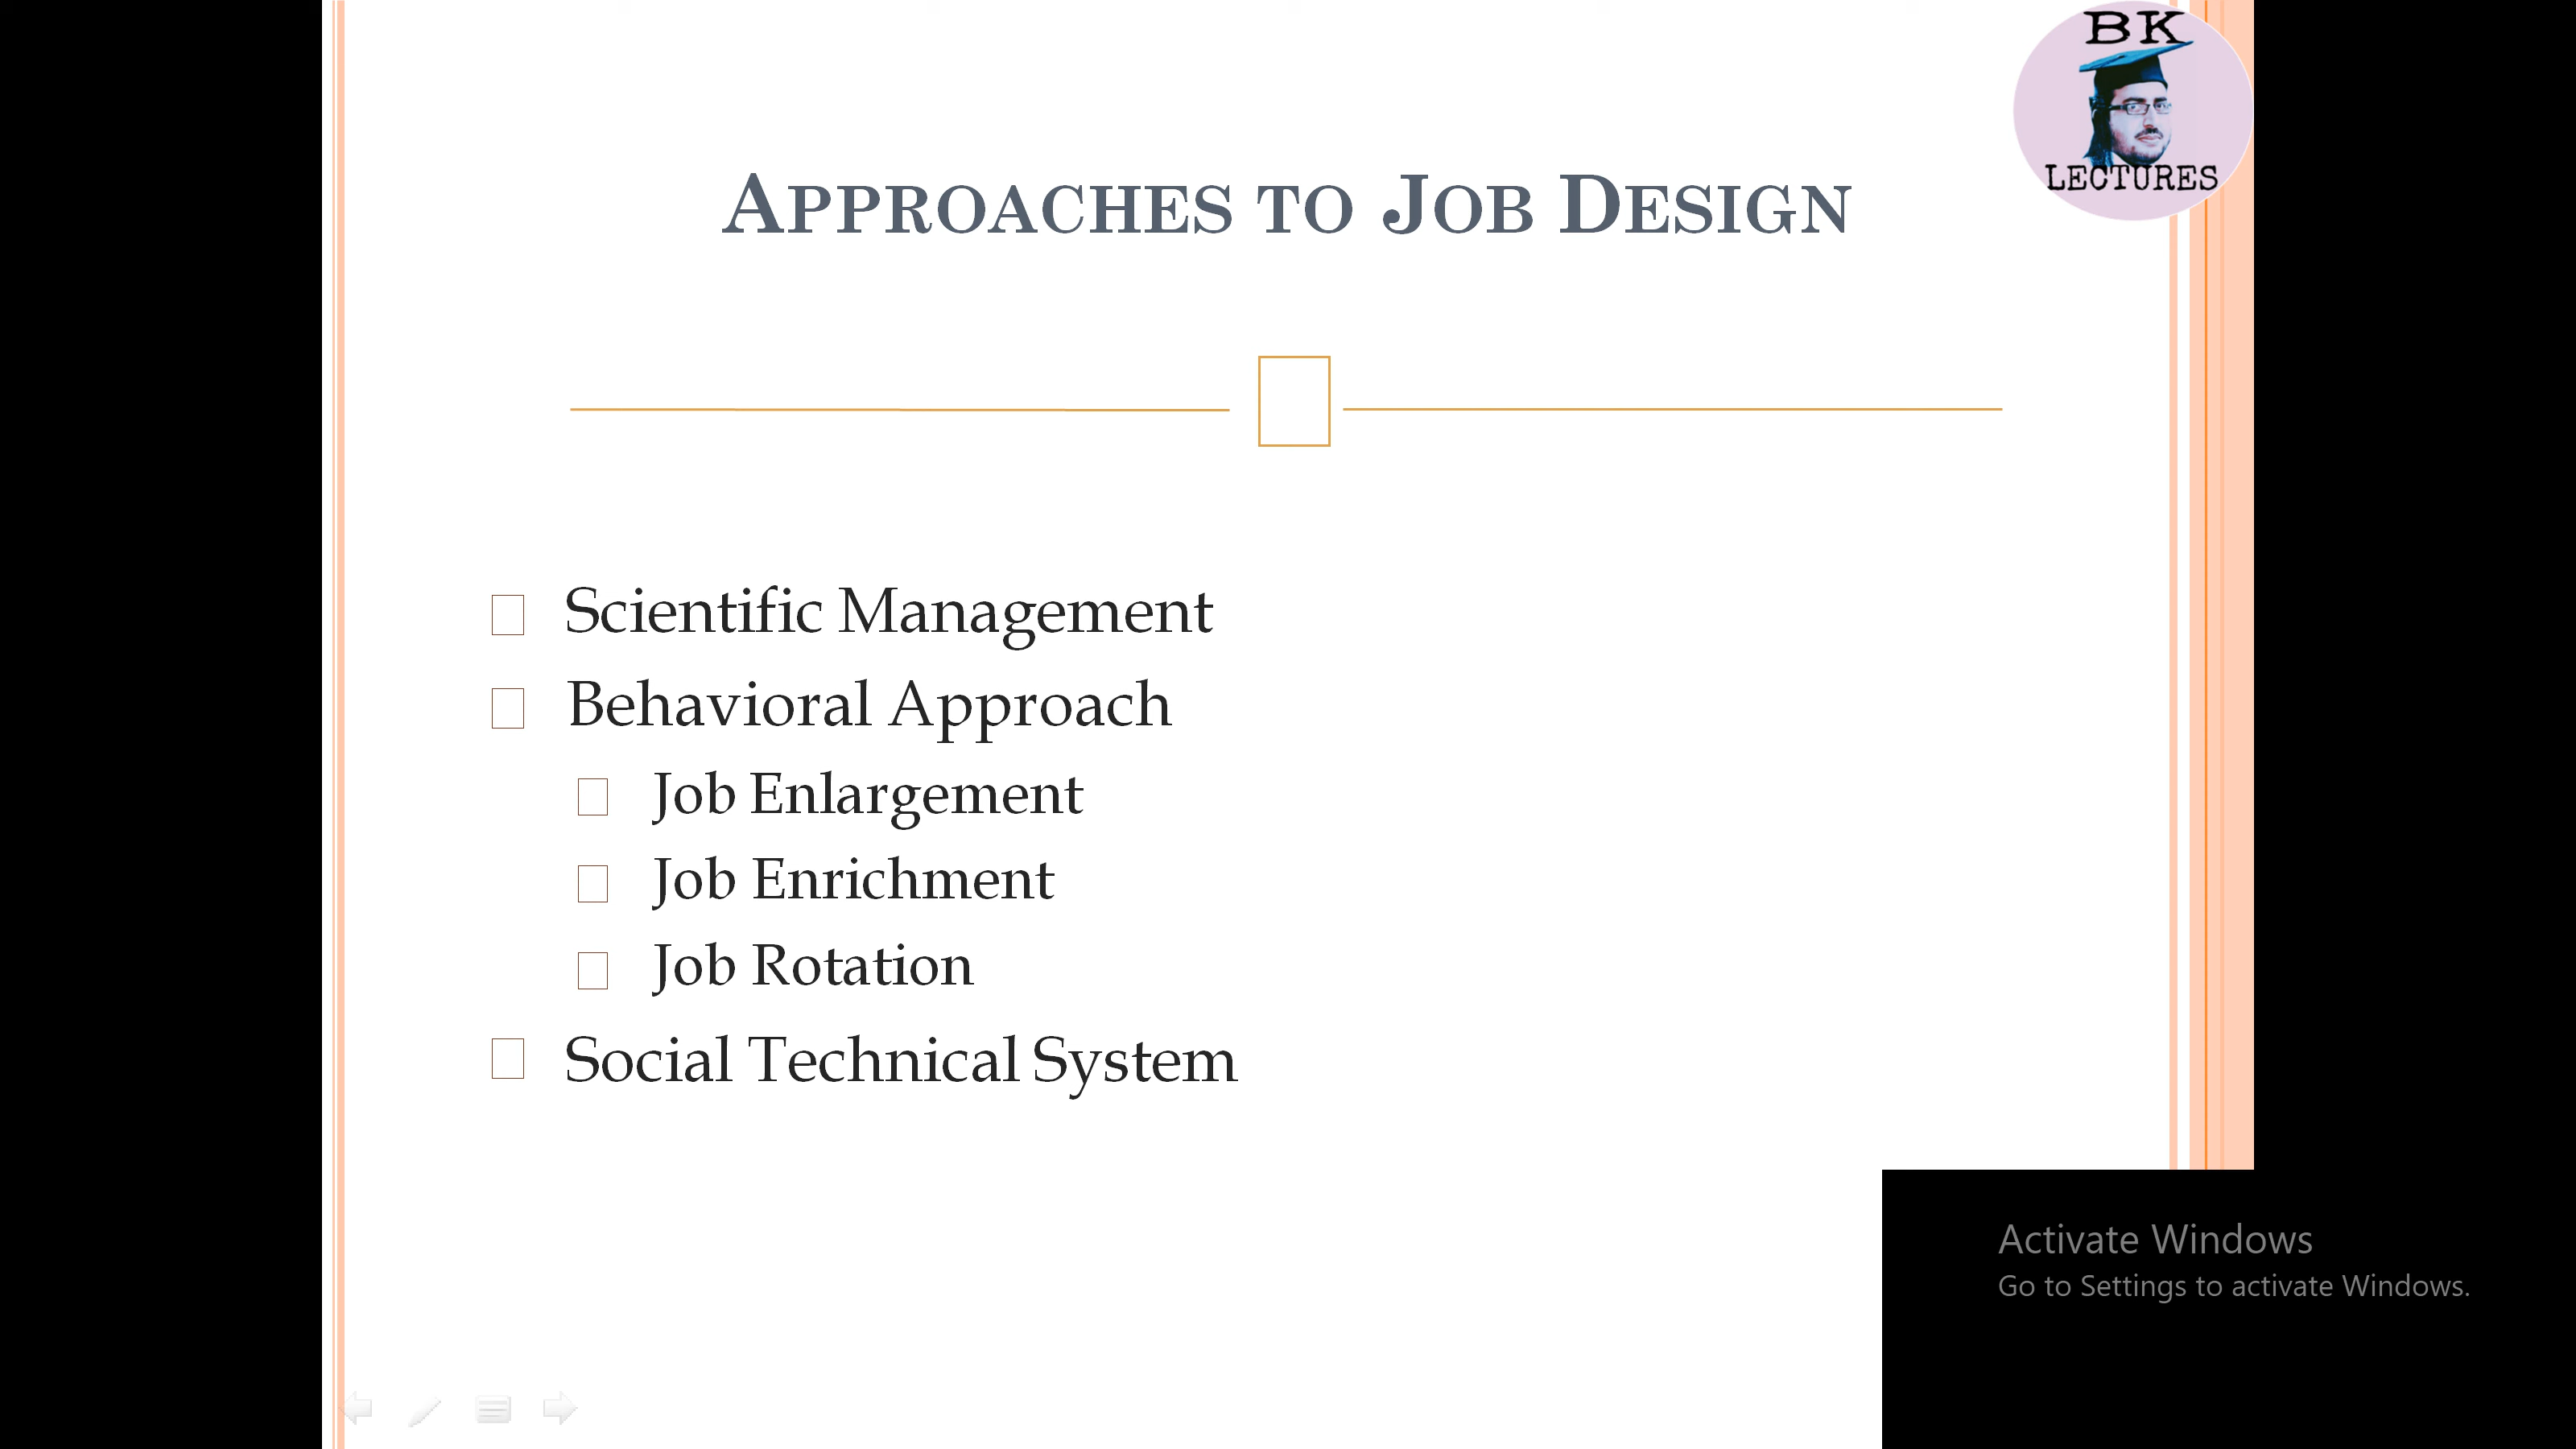 BK
LECTURES
APPROACHES TO JOB DESIGN
Scientific Management
Behavioral Approach
Job Enlargement
Job Enrichment
Job Rotation
Social Technical System
Activate Windows
Go to Settings to activate Windows.